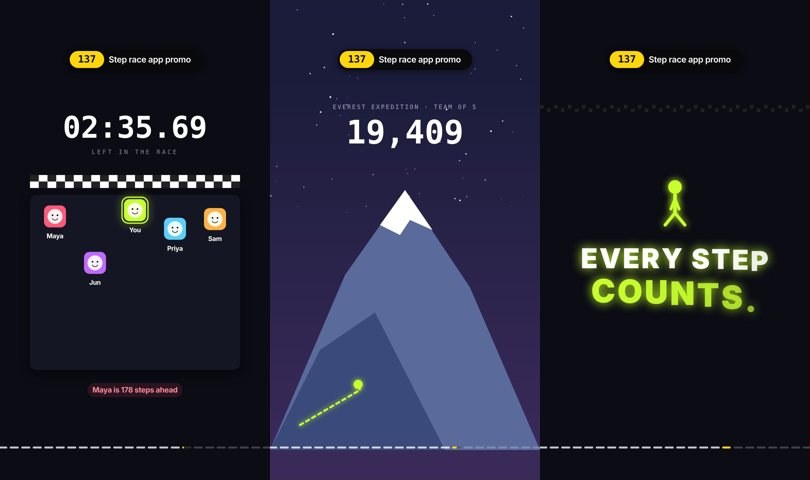 137 Step race app promo
02:35.69
LEFT IN THE RACE
Maya
You
Priya
Sam
Jun
Maya is 178 steps ahead
137 Step race app promo
EVEREST EXPEDITION · TEAM OF 5
19,409
137 Step race app promo
EVERY STEP
COUNTS.